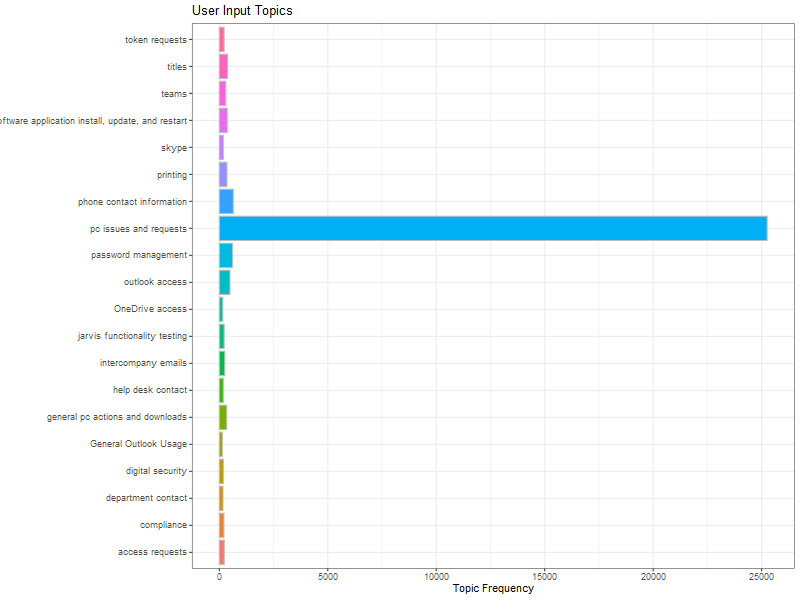 User Input Topics
token requests
titles
teams
oftware application install, update, and restart
skype
printing
phone contact information
pc issues and requests
password management
outlook access
OneDrive access
jarvis functionality testing
intercompany emails
help desk contact
general pc actions and downloads
General Outlook Usage
digital security
department contact
compliance
access requests
0 5000 10000 15000 20000 25000
Topic Frequency